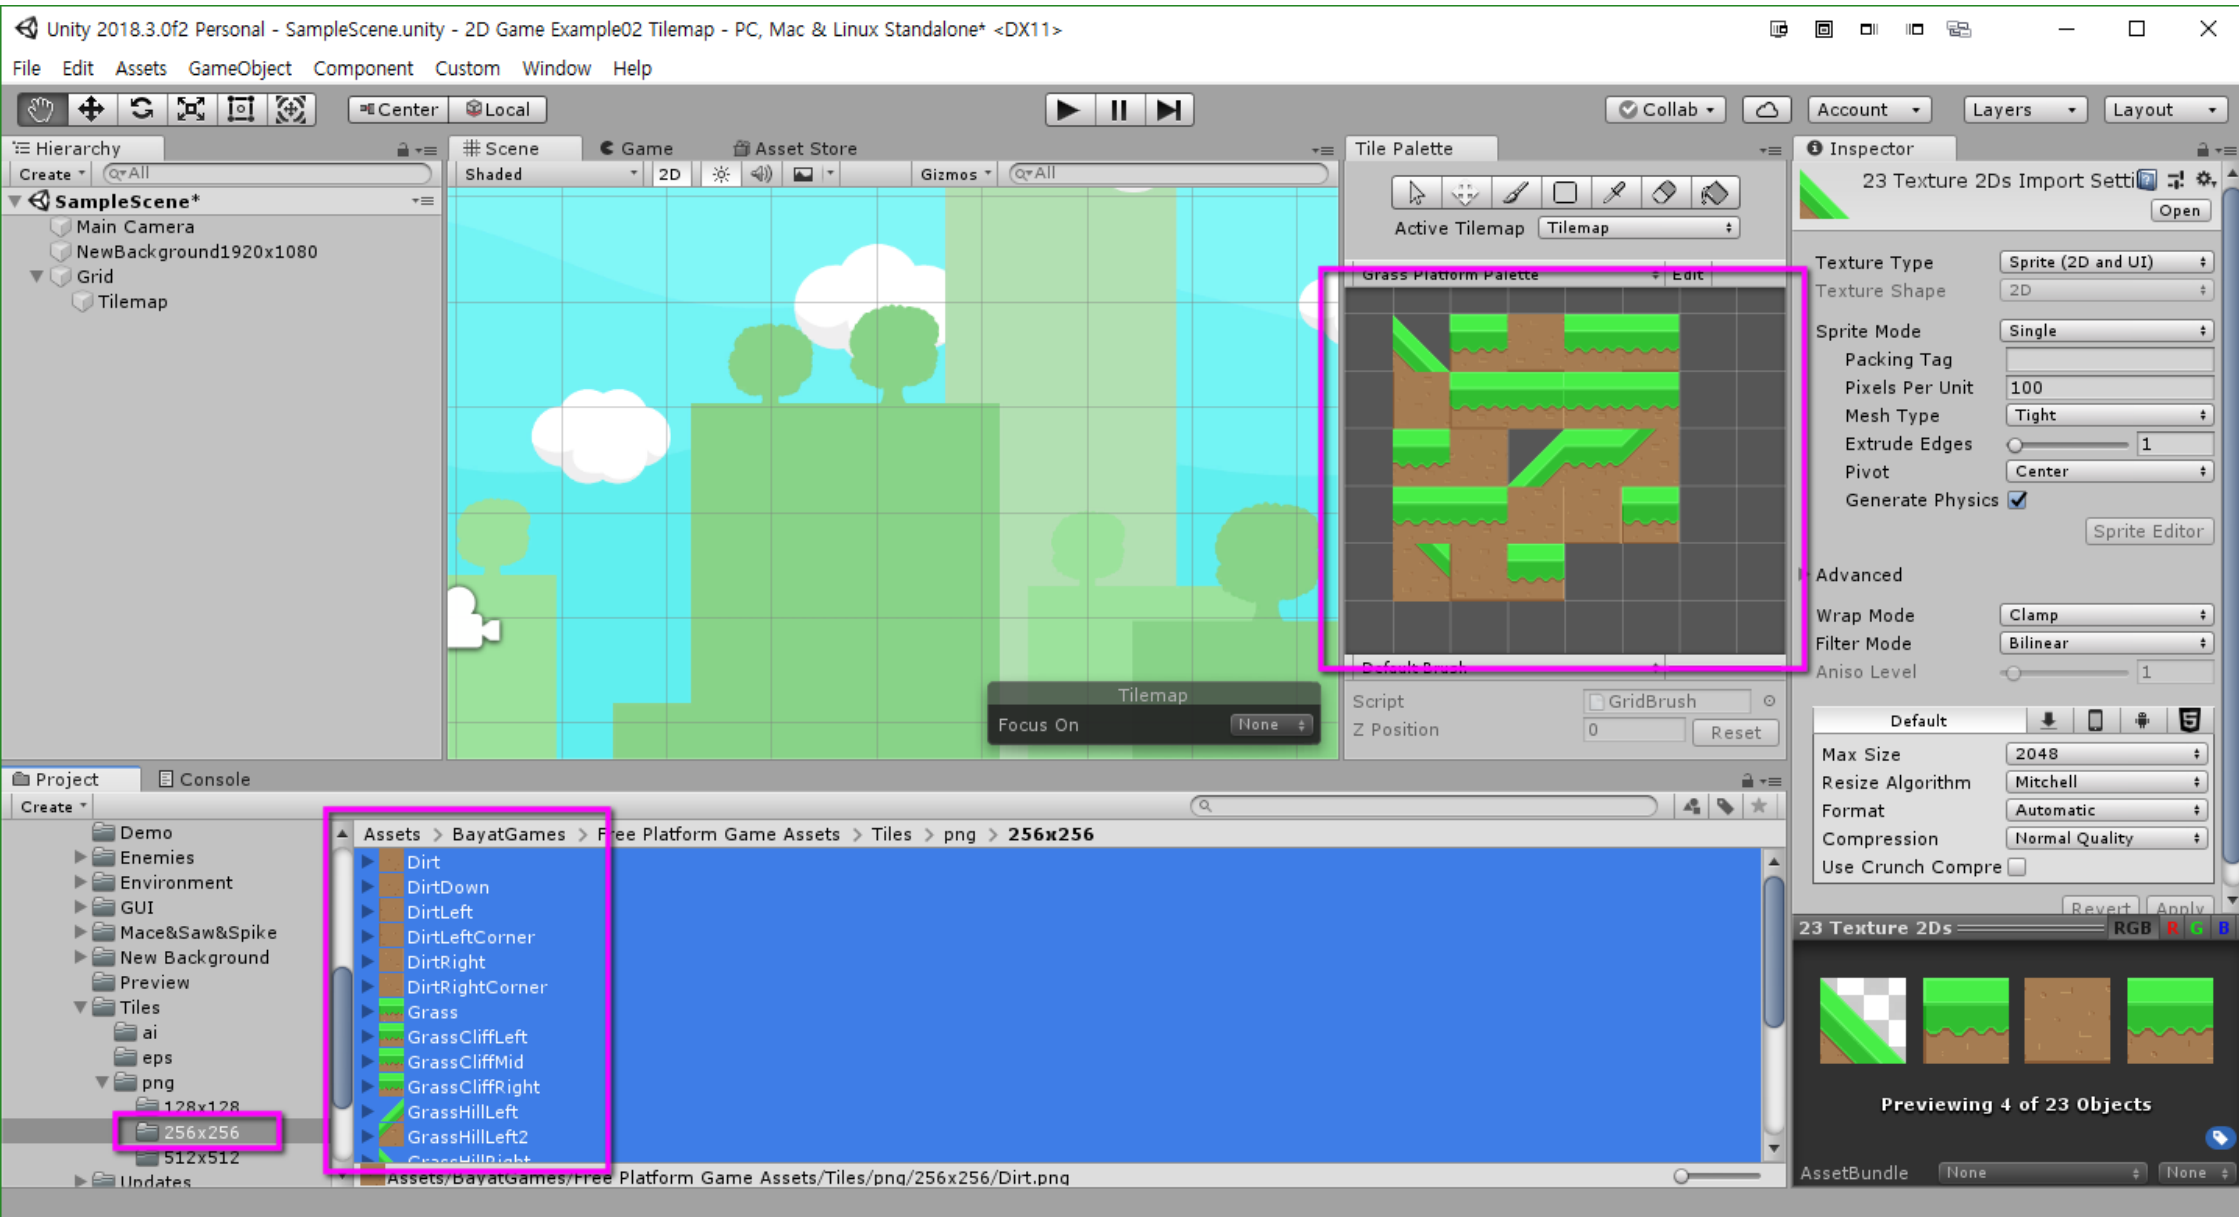 Unity 2018.3.0f2 Personal - SampleScene.unity - 2D Game Example02 Tilemap - PC, Mac & Linux Standalone* <DX11>
File Edit Assets GameObject Component Custom Window Help
Center Local
Collab Account Layers Layout
Hierarchy
Create All
SampleScene*
Main Camera
NewBackground1920x1080
Grid
Tilemap
Scene Game Asset Store
Shaded 2D Gizmos All
Tilemap
Focus On None
Tile Palette
Active Tilemap Tilemap
Grass Platform Palette Edit
Default Brush
Script GridBrush
Z Position 0 Reset
Inspector
23 Texture 2Ds Import Setti
Open
Texture Type Sprite (2D and UI)
Texture Shape 2D
Sprite Mode Single
Packing Tag
Pixels Per Unit 100
Mesh Type Tight
Extrude Edges 1
Pivot Center
Generate Physics
Sprite Editor
Advanced
Wrap Mode Clamp
Filter Mode Bilinear
Aniso Level 1
Default
Max Size 2048
Resize Algorithm Mitchell
Format Automatic
Compression Normal Quality
Use Crunch Compre
Revert Apply
23 Texture 2Ds RGB R G B
Previewing 4 of 23 Objects
AssetBundle None None
Project Console
Create
Demo
Enemies
Environment
GUI
Mace&Saw&Spike
New Background
Preview
Tiles
ai
eps
png
128x128
256x256
512x512
Updates
Assets > BayatGames > Free Platform Game Assets > Tiles > png > 256x256
Dirt
DirtDown
DirtLeft
DirtLeftCorner
DirtRight
DirtRightCorner
Grass
GrassCliffLeft
GrassCliffMid
GrassCliffRight
GrassHillLeft
GrassHillLeft2
GrassHillRight
Assets/BayatGames/Free Platform Game Assets/Tiles/png/256x256/Dirt.png